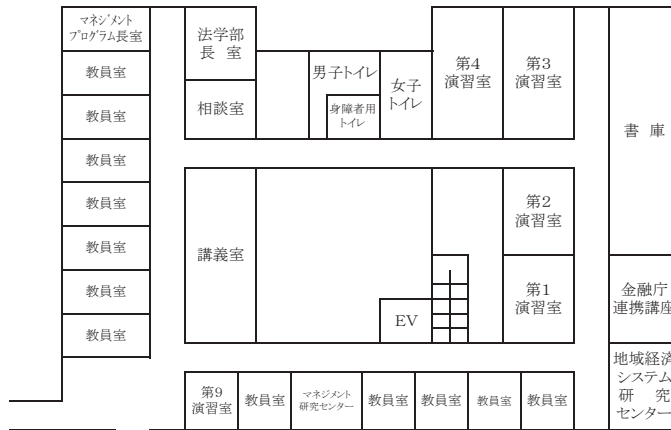 マネジメント
プログラム長室
教員室
教員室
教員室
教員室
教員室
教員室
教員室
法学部
長 室
相談室
男子トイレ
身障者用
トイレ
女子
トイレ
第4
演習室
第3
演習室
書 庫
講義室
EV
第2
演習室
第1
演習室
金融庁
連携講座
地域経済
システム
研 究
センター
第9
演習室
教員室
マネジメント
研究センター
教員室
教員室
教員室
教員室